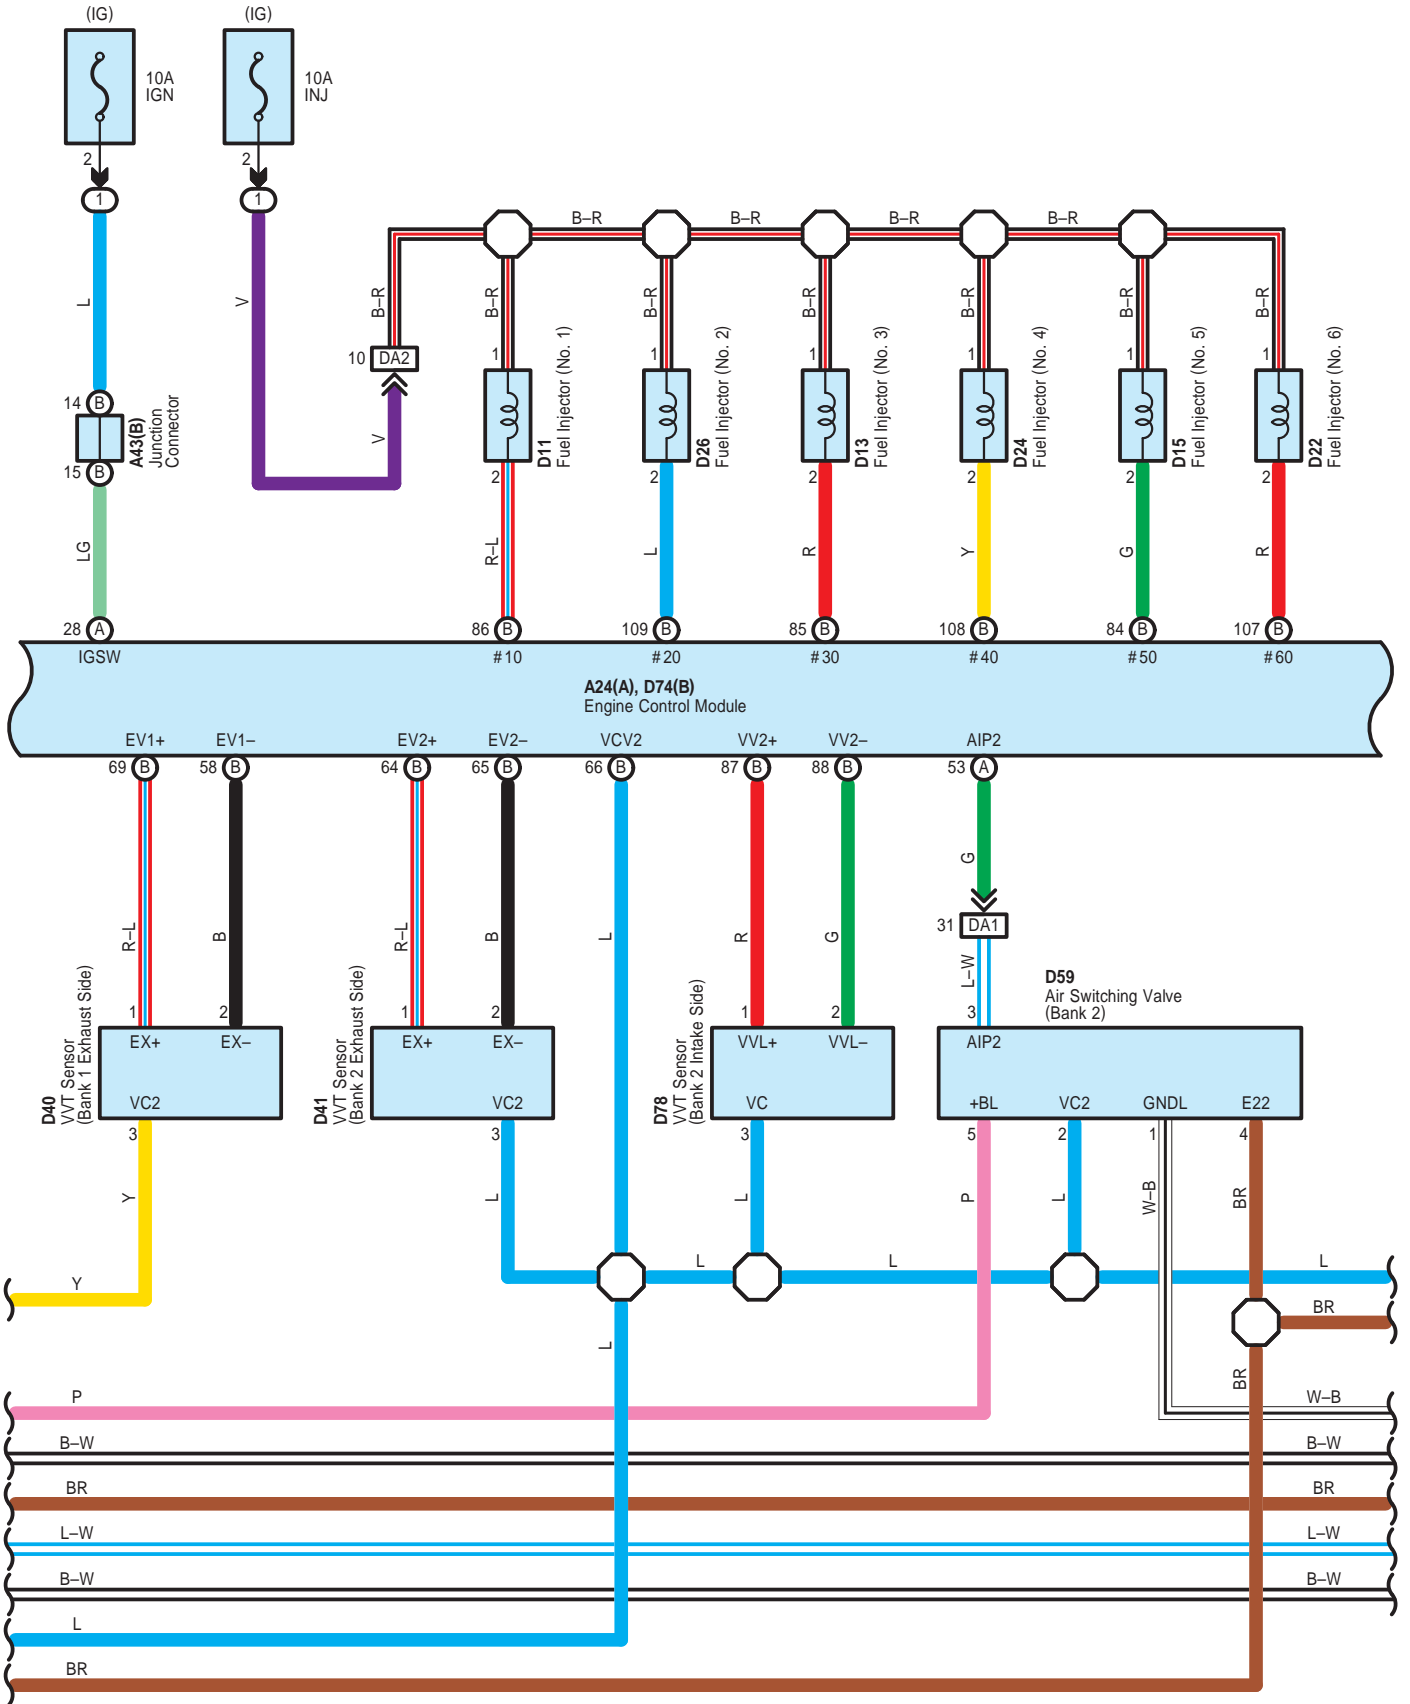 (IG)
(IG)
10A
IGN
10A
INJ
2
2
1
1
B–R
B–R
B–R
B–R
L
V
B–R
B–R
B–R
B–R
B–R
B–R
B–R
10
DA2
1
1
1
1
1
1
14
B
A43(B)
Junction
Connector
15
B
V
D11
Fuel Injector (No. 1)
D26
Fuel Injector (No. 2)
D13
Fuel Injector (No. 3)
D24
Fuel Injector (No. 4)
D15
Fuel Injector (No. 5)
D22
Fuel Injector (No. 6)
2
2
2
2
2
2
LG
R–L
L
R
Y
G
R
28
A
86
B
109
B
85
B
108
B
84
B
107
B
IGSW
#10
#20
#30
#40
#50
#60
A24(A), D74(B)
Engine Control Module
EV1+
EV1–
EV2+
EV2–
VCV2
VV2+
VV2–
AIP2
69
B
58
B
64
B
65
B
66
B
87
B
88
B
53
A
G
31
DA1
R–L
B
R–L
B
L
R
G
L–W
D59
Air Switching Valve
(Bank 2)
1
2
1
2
1
2
3
D40
VVT Sensor
(Bank 1 Exhaust Side)
EX+
EX–
VC2
D41
VVT Sensor
(Bank 2 Exhaust Side)
EX+
EX–
VC2
D78
VVT Sensor
(Bank 2 Intake Side)
VVL+
VVL–
VC
AIP2
+BL
VC2
GNDL
E22
3
3
3
5
2
1
4
Y
L
L
P
L
W–B
BR
Y
L
L
L
BR
L
BR
P
W–B
B–W
B–W
BR
BR
L–W
L–W
B–W
B–W
L
BR